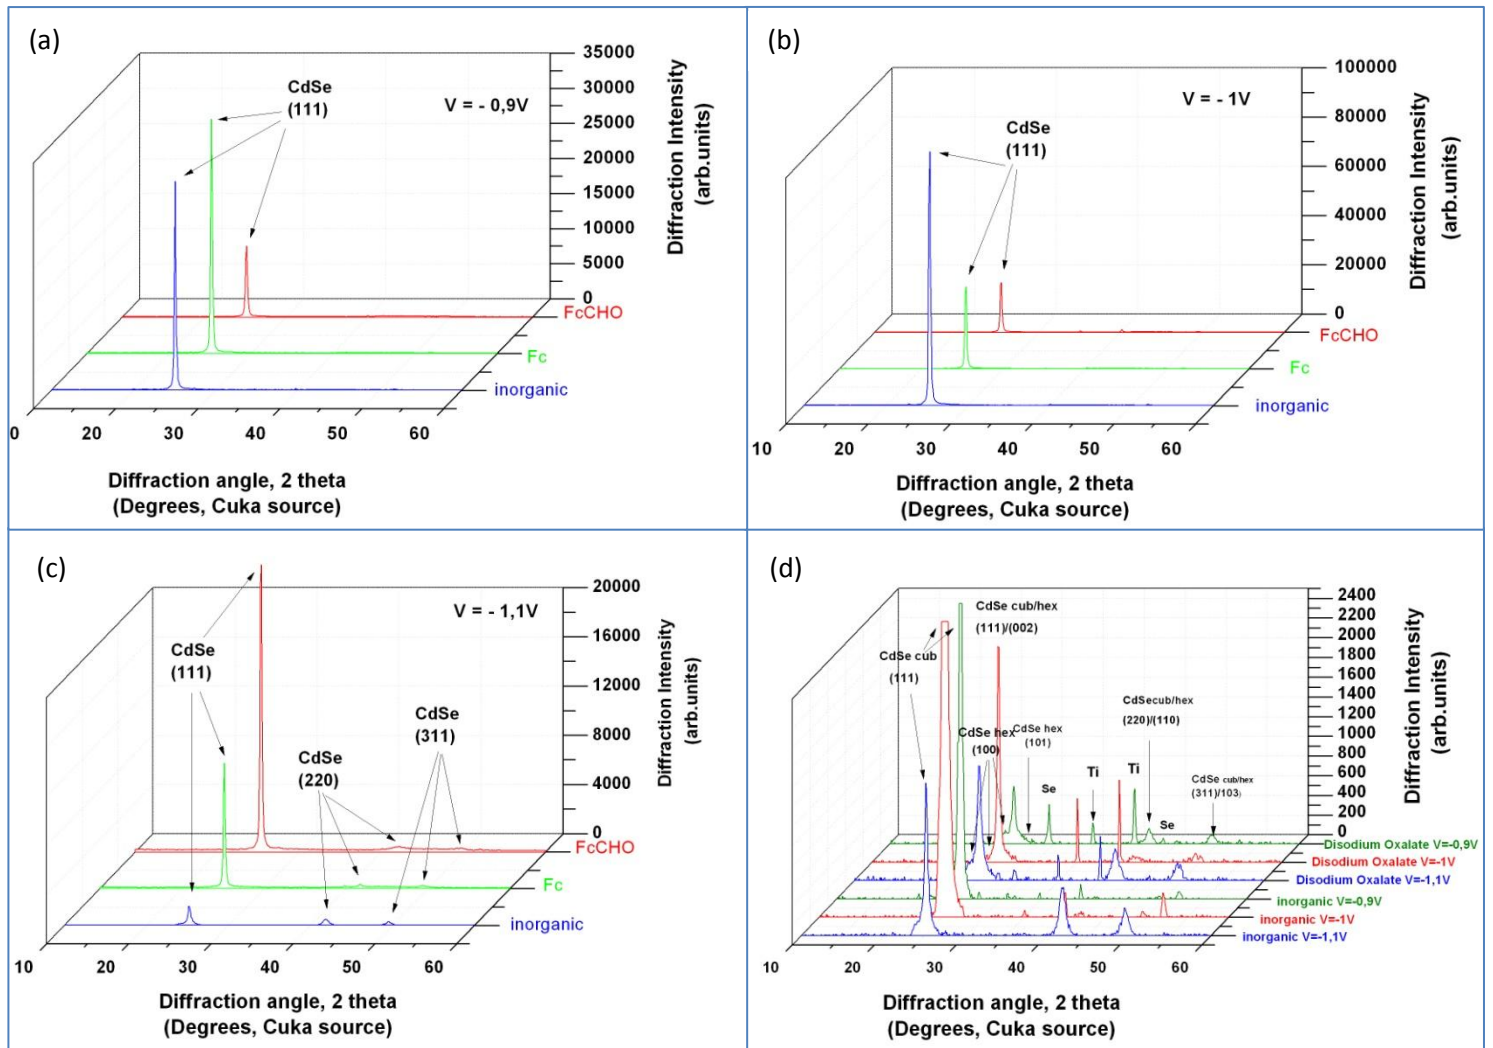 (a)
CdSe
(111)
V = - 0,9V
35000
30000
25000
20000
15000
10000
5000
0
Diffraction Intensity
(arb.units)
FcCHO
Fc
inorganic
0
20
30
40
50
60
Diffraction angle, 2 theta
(Degrees, Cuka source)
(b)
CdSe
(111)
V = - 1V
100000
80000
60000
40000
20000
0
Diffraction Intensity
(arb.units)
FcCHO
Fc
inorganic
10
20
30
40
50
60
Diffraction angle, 2 theta
(Degrees, Cuka source)
(c)
CdSe
(111)
CdSe
(220)
CdSe
(311)
V = - 1,1V
20000
16000
12000
8000
4000
0
Diffraction Intensity
(arb.units)
FcCHO
Fc
inorganic
10
20
30
40
50
60
Diffraction angle, 2 theta
(Degrees, Cuka source)
(d)
CdSe cub/hex
(111)/(002)
CdSe cub
(111)
CdSe hex
(100)
CdSe hex
(101)
CdSecub/hex
(220)/(110)
Se
Ti
Ti
Se
CdSe cub/hex
(311)/103)
2400
2200
2000
1800
1600
1400
1200
1000
800
600
400
200
0
Diffraction Intensity
(arb.units)
Disodium Oxalate V=-0,9V
Disodium Oxalate V=-1V
Disodium Oxalate V=-1,1V
inorganic V=-0,9V
inorganic V=-1V
inorganic V=-1,1V
10
20
30
40
50
60
Diffraction angle, 2 theta
(Degrees, Cuka source)